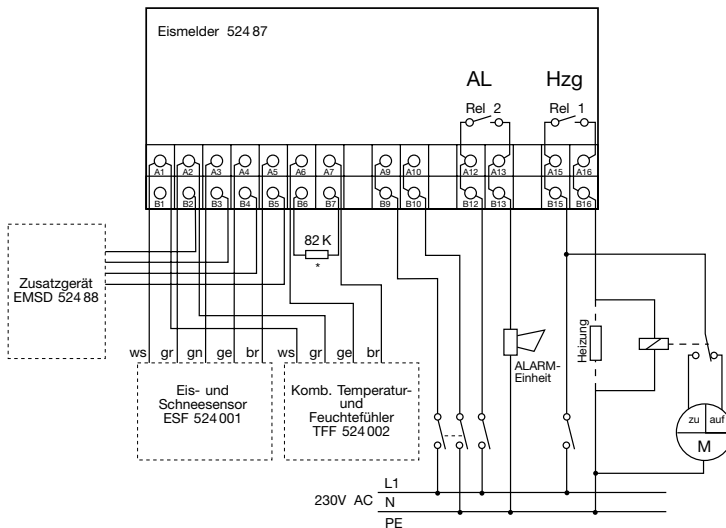 Eismelder 524 87
AL Hzg
Rel 2 Rel 1
A1 A2 A3 A4 A5 A6 A7 A9 A10 A12 A13 A15 A16
B1 B2 B3 B4 B5 B6 B7 B9 B10 B12 B13 B15 B16
82 K
*
Zusatzgerät
EMSD 524 88
ws gr gn ge br ws gr ge br
Eis- und
Schneesensor
ESF 524 001
Komb. Temperatur-
und
Feuchtefühler
TFF 524 002
ALARM-
Einheit
Heizung
zu auf
M
L1
230V AC N
PE